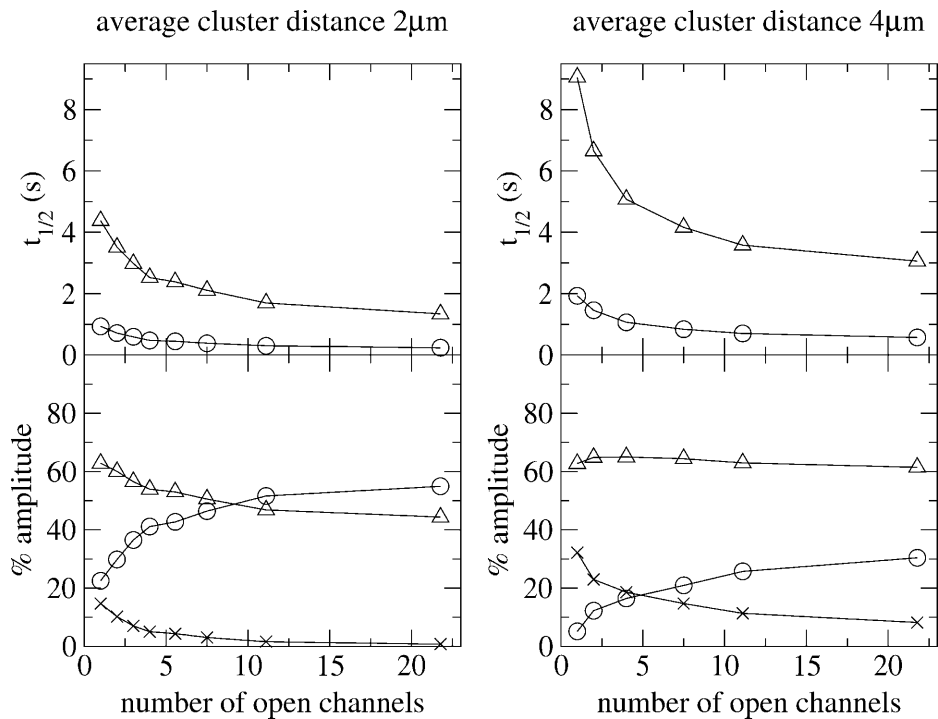 average cluster distance 2μm
average cluster distance 4μm
t1/2 (s)
8
6
4
2
0
t1/2 (s)
8
6
4
2
0
% amplitude
80
60
40
20
0
% amplitude
80
60
40
20
0
0 5 10 15 20
0 5 10 15 20
number of open channels
number of open channels